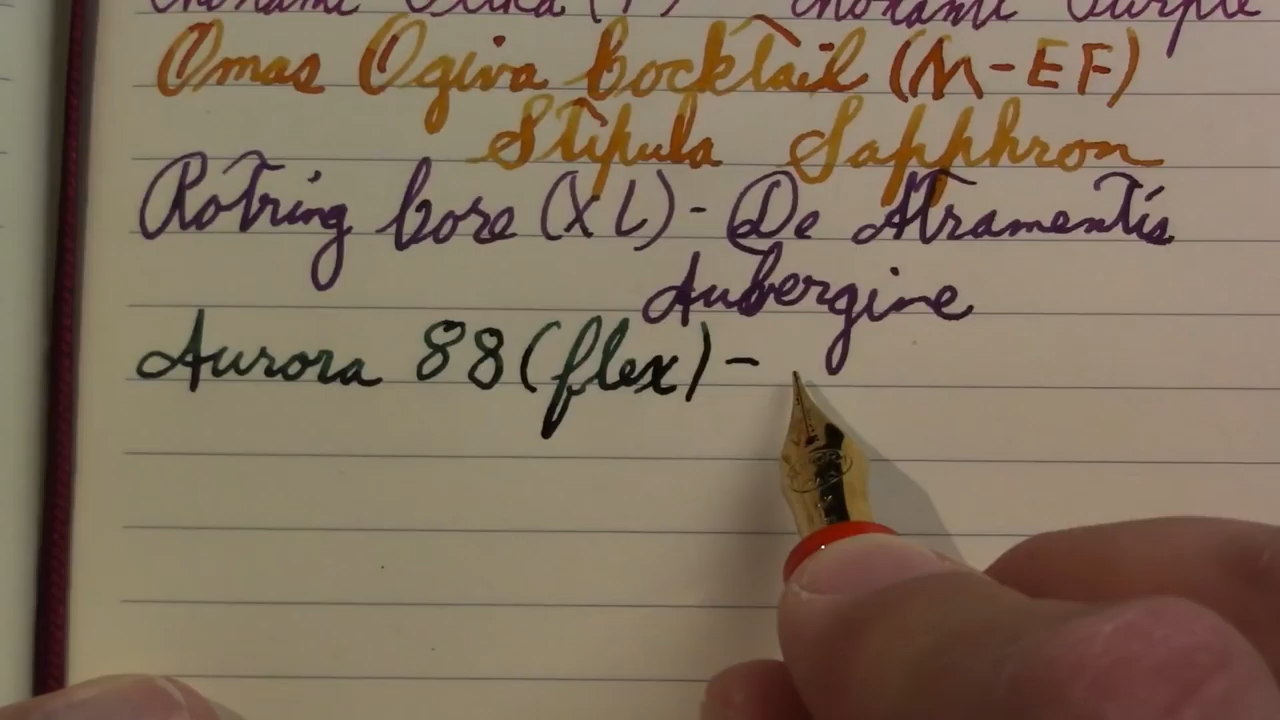 Omas Ogiva Cocktail (M-EF)
Stipula Sapphron
Rotring Core (XL) - De Atramentis
Aubergine
Aurora 88 (flex) -